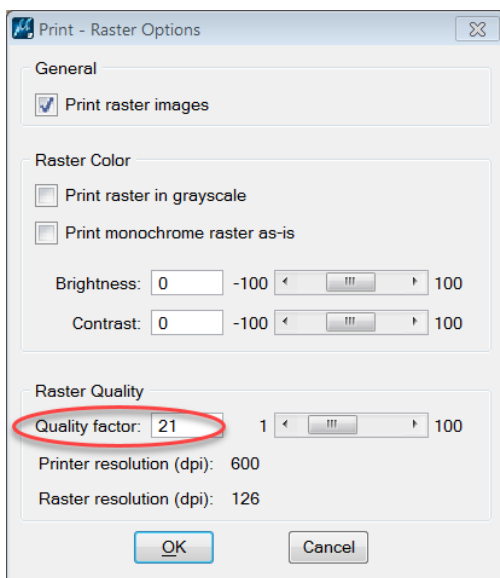 Print - Raster Options
General
Print raster images
Raster Color
Print raster in grayscale
Print monochrome raster as-is
Brightness: 0 -100 100
Contrast: 0 -100 100
Raster Quality
Quality factor: 21 1 100
Printer resolution (dpi): 600
Raster resolution (dpi): 126
OK Cancel